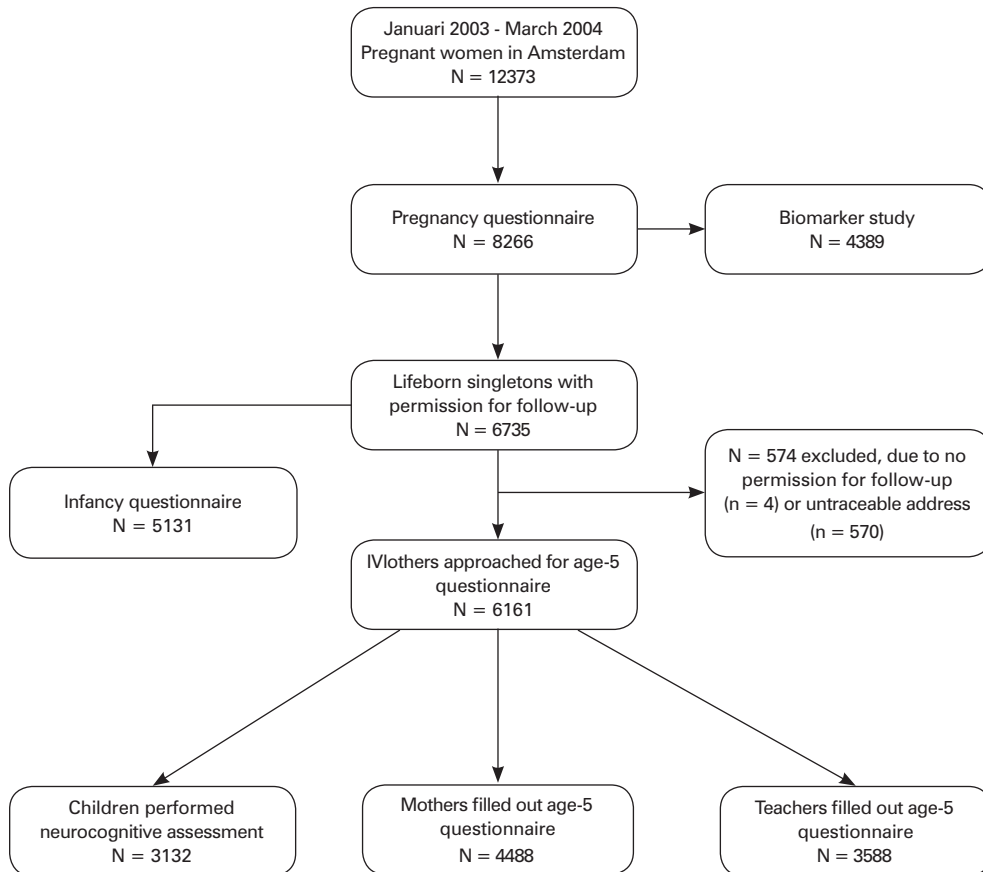 Januari 2003 - March 2004
Pregnant women in Amsterdam
N = 12373
Pregnancy questionnaire
N = 8266
Biomarker study
N = 4389
Lifeborn singletons with
permission for follow-up
N = 6735
N = 574 excluded, due to no
permission for follow-up
(n = 4) or untraceable address
(n = 570)
Infancy questionnaire
N = 5131
IVlothers approached for age-5
questionnaire
N = 6161
Children performed
neurocognitive assessment
N = 3132
Mothers filled out age-5
questionnaire
N = 4488
Teachers filled out age-5
questionnaire
N = 3588